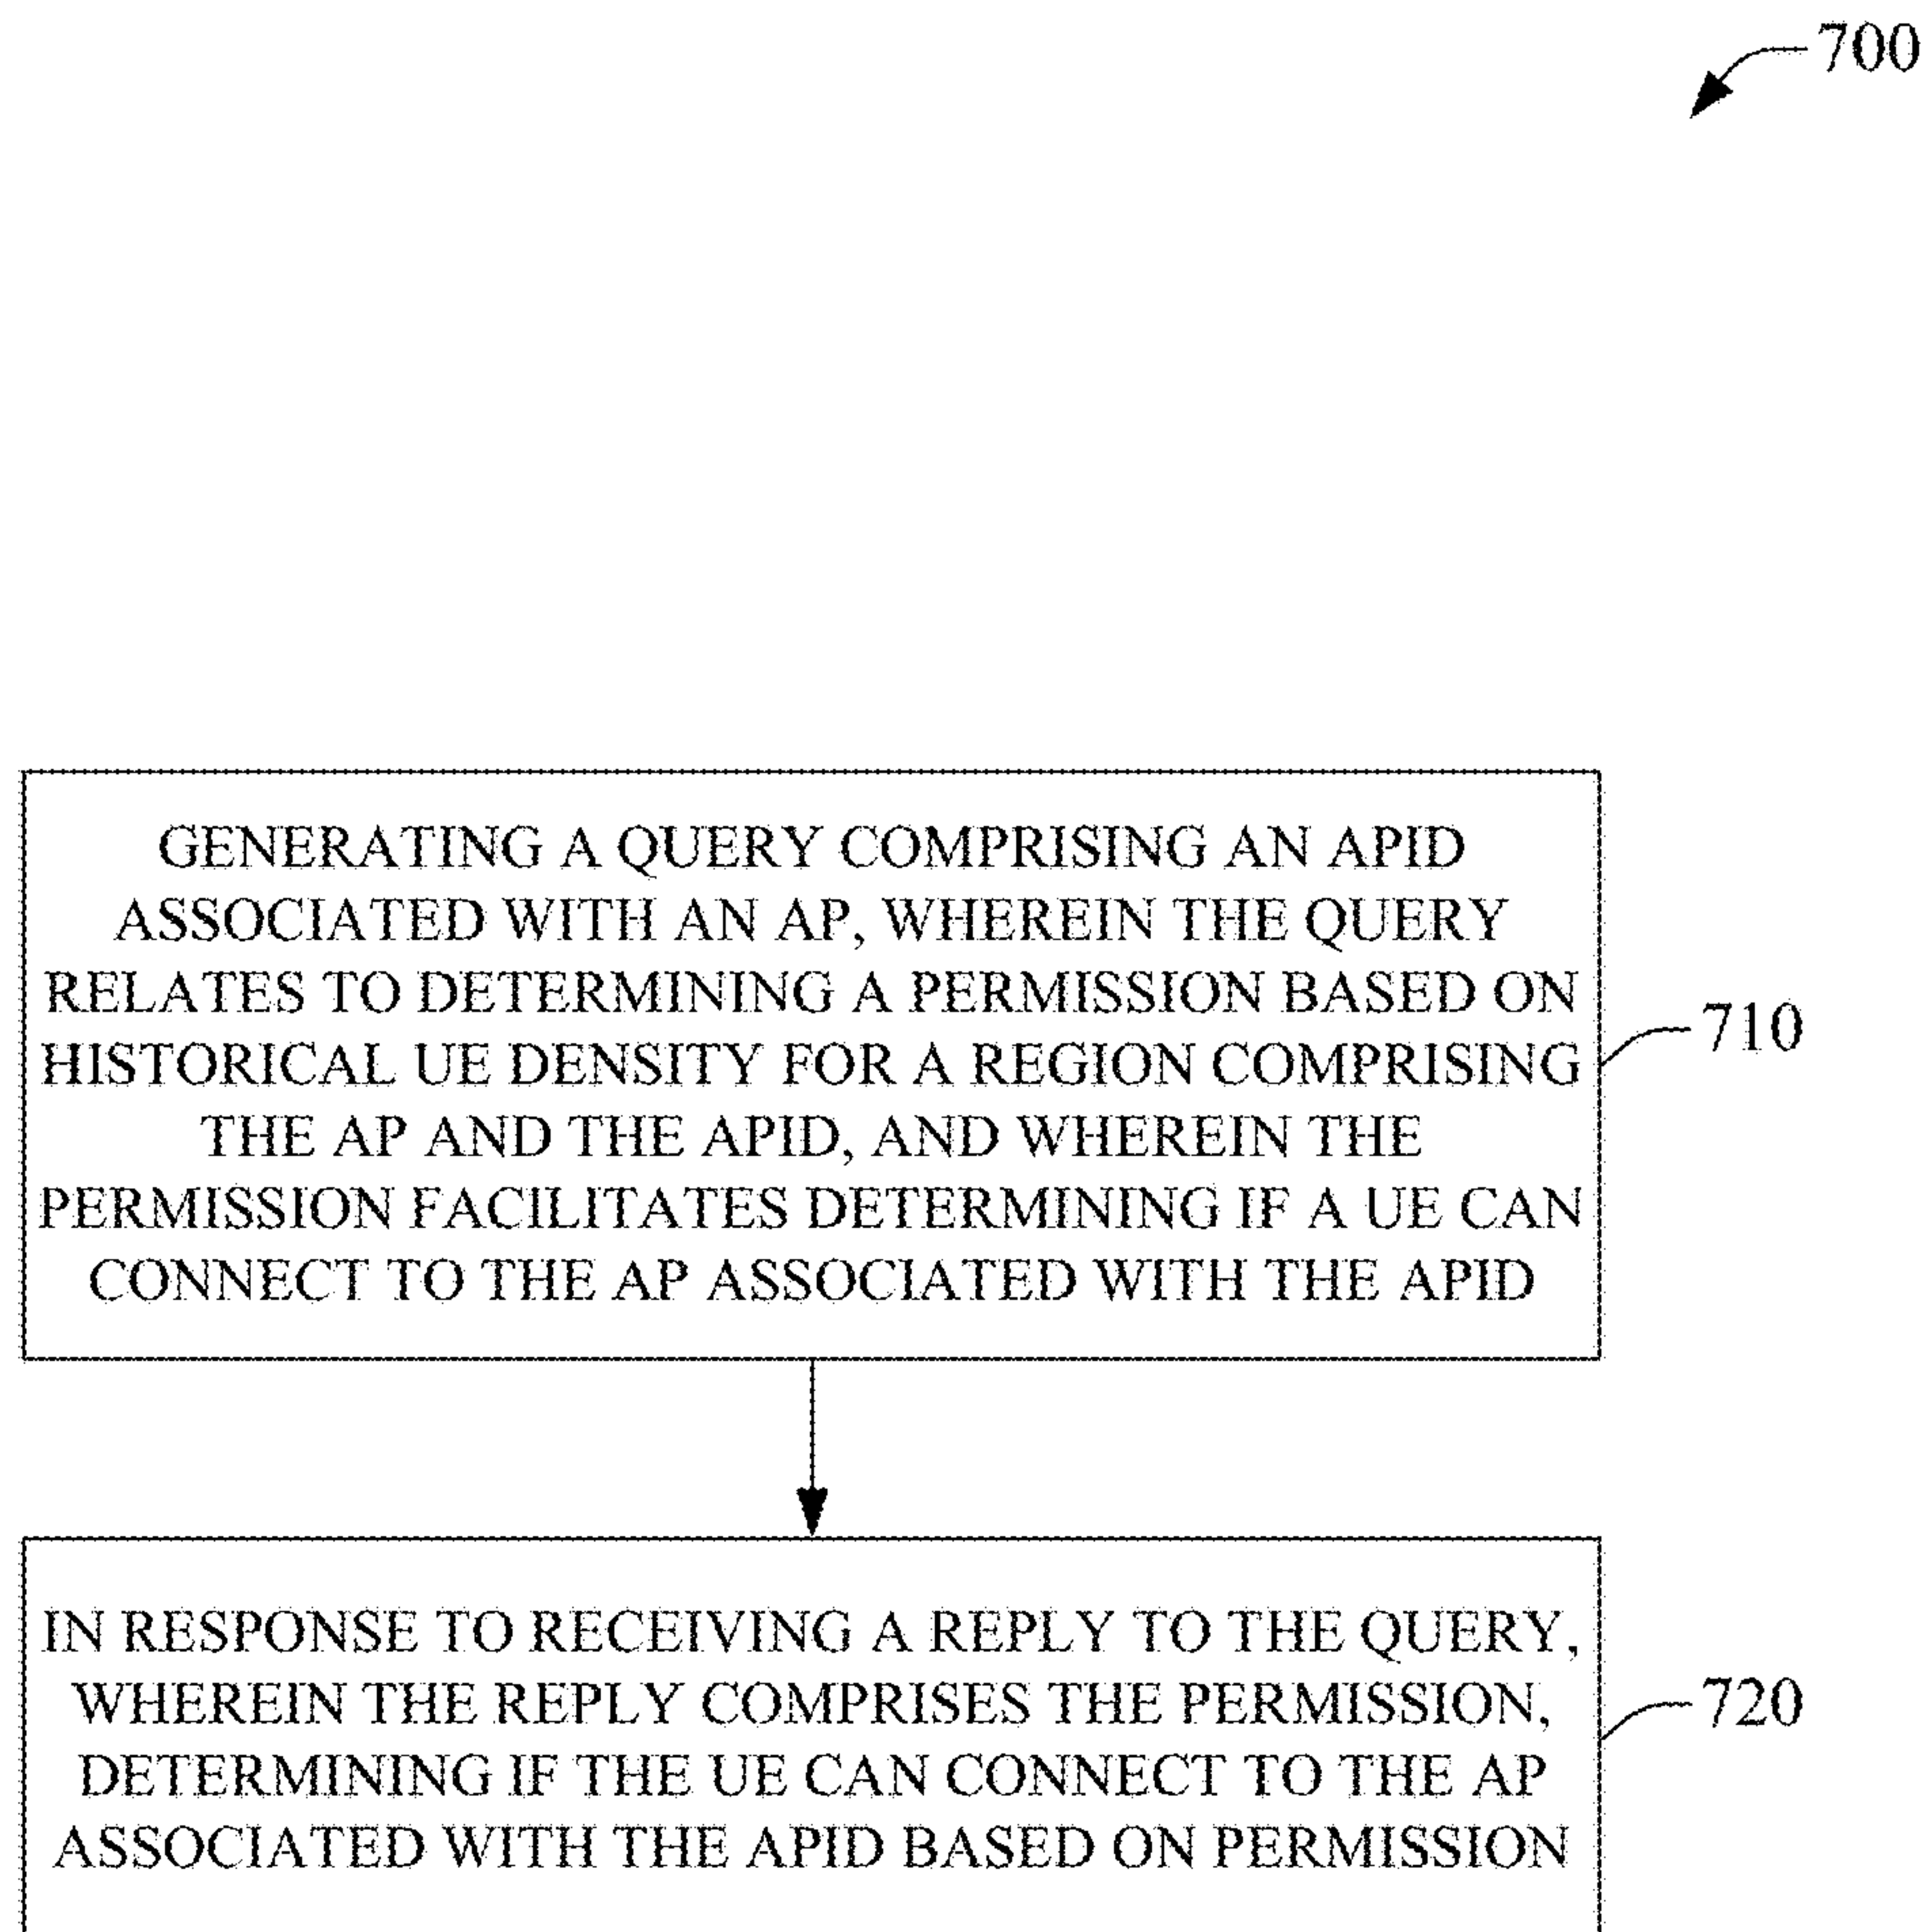 700
GENERATING A QUERY COMPRISING AN APID
ASSOCIATED WITH AN AP, WHEREIN THE QUERY
RELATES TO DETERMINING A PERMISSION BASED ON
HISTORICAL UE DENSITY FOR A REGION COMPRISING
THE AP AND THE APID, AND WHEREIN THE
PERMISSION FACILITATES DETERMINING IF A UE CAN
CONNECT TO THE AP ASSOCIATED WITH THE APID
710
IN RESPONSE TO RECEIVING A REPLY TO THE QUERY,
WHEREIN THE REPLY COMPRISES THE PERMISSION,
DETERMINING IF THE UE CAN CONNECT TO THE AP
ASSOCIATED WITH THE APID BASED ON PERMISSION
720